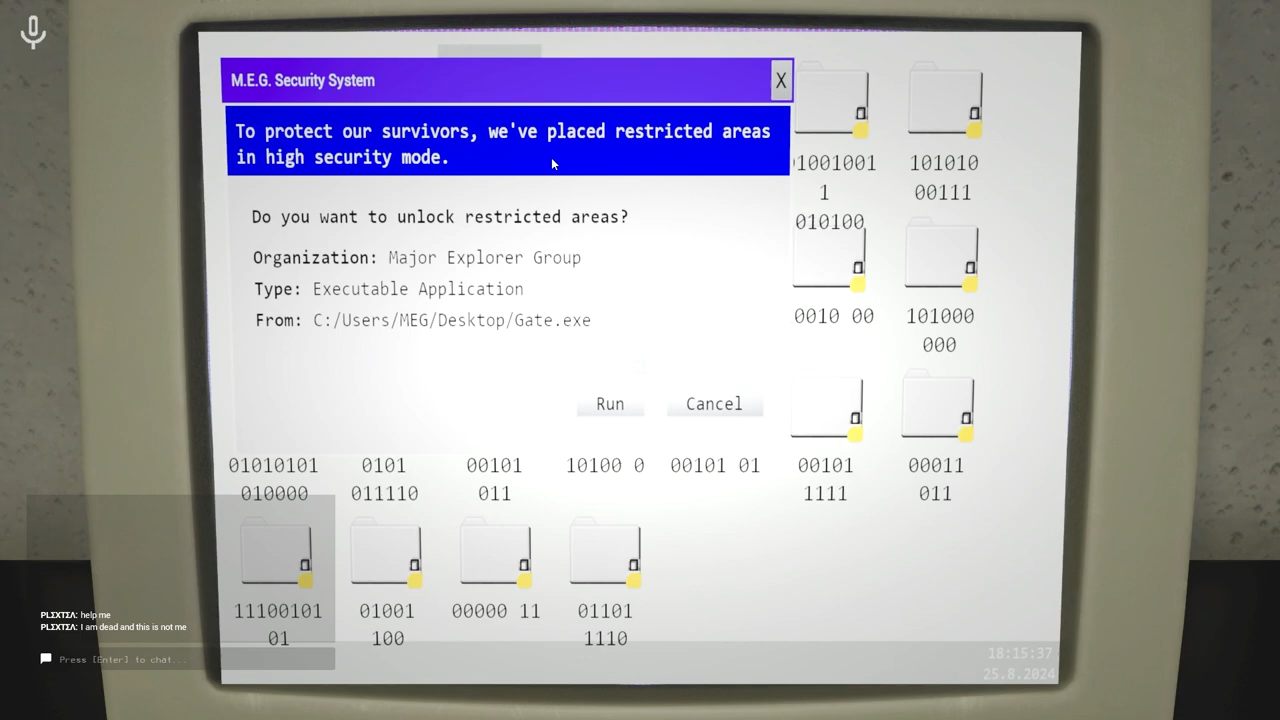 M.E.G. Security System
X
To protect our survivors, we've placed restricted areas
in high security mode.
Do you want to unlock restricted areas?
Organization: Major Explorer Group
Type: Executable Application
From: C:/Users/MEG/Desktop/Gate.exe
Run Cancel
1001001
1
101010
00111
010100
0010 00
101000
000
01010101
010000
0101
011110
00101
011
10100 0
00101 01
00101
1111
00011
011
11100101
01
01001
100
00000 11
01101
1110
PLΣXTΣΛ: help me
PLΣXTΣΛ: I am dead and this is not me
Press [Enter] to chat...
18:15:37
25.8.2024